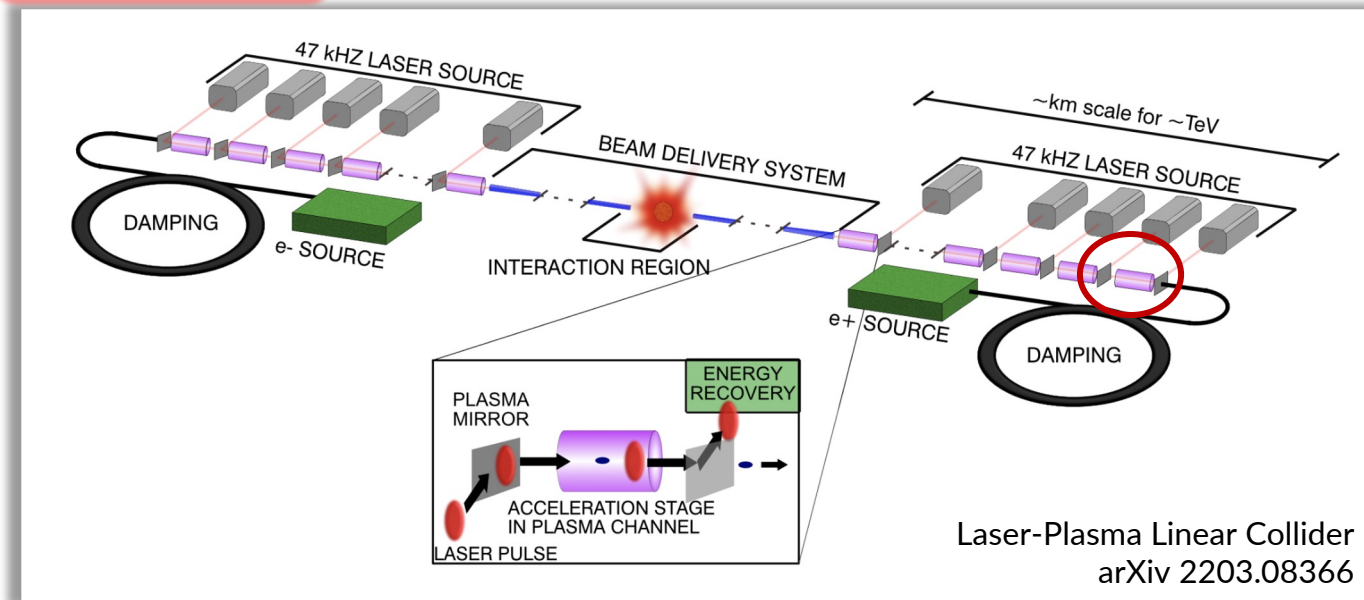 47 kHZ LASER SOURCE
~km scale for ~TeV
BEAM DELIVERY SYSTEM
47 kHZ LASER SOURCE
DAMPING
e- SOURCE
INTERACTION REGION
e+ SOURCE
DAMPING
ENERGY
RECOVERY
PLASMA
MIRROR
ACCELERATION STAGE
IN PLASMA CHANNEL
LASER PULSE
Laser-Plasma Linear Collider
arXiv 2203.08366